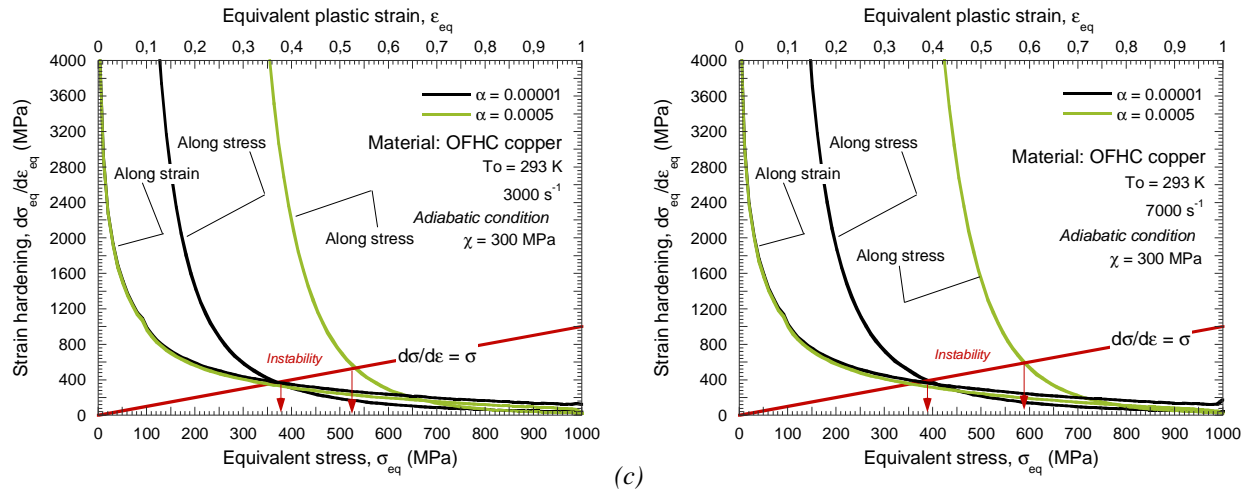 Equivalent plastic strain, εeq
0 0,1 0,2 0,3 0,4 0,5 0,6 0,7 0,8 0,9 1
Strain hardening, dσeq/dεeq (MPa)
4000
3600
3200
2800
2400
2000
1600
1200
800
400
0
α = 0.00001
α = 0.0005
Along stress
Material: OFHC copper
Along strain
To = 293 K
3000 s-1
Adiabatic condition
Along stress
χ = 300 MPa
Instability
dσ/dε = σ
0 100 200 300 400 500 600 700 800 900 1000
Equivalent stress, σeq (MPa)
(c)
Equivalent plastic strain, εeq
0 0,1 0,2 0,3 0,4 0,5 0,6 0,7 0,8 0,9 1
Strain hardening, dσeq/dεeq (MPa)
4000
3600
3200
2800
2400
2000
1600
1200
800
400
0
α = 0.00001
α = 0.0005
Along stress
Material: OFHC copper
Along strain
To = 293 K
7000 s-1
Adiabatic condition
Along stress
χ = 300 MPa
Instability
dσ/dε = σ
0 100 200 300 400 500 600 700 800 900 1000
Equivalent stress, σeq (MPa)